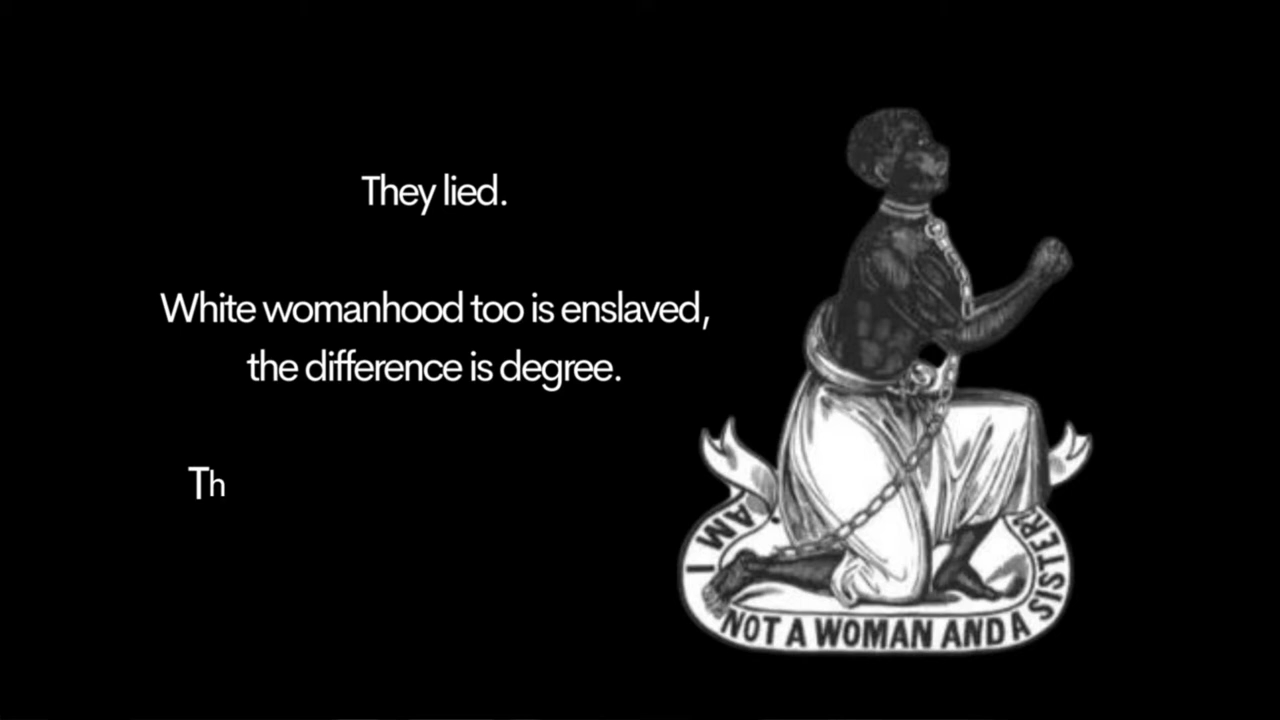 They lied.
White womanhood too is enslaved,
the difference is degree.
Th
AM I NOT A WOMAN AND A SISTER?